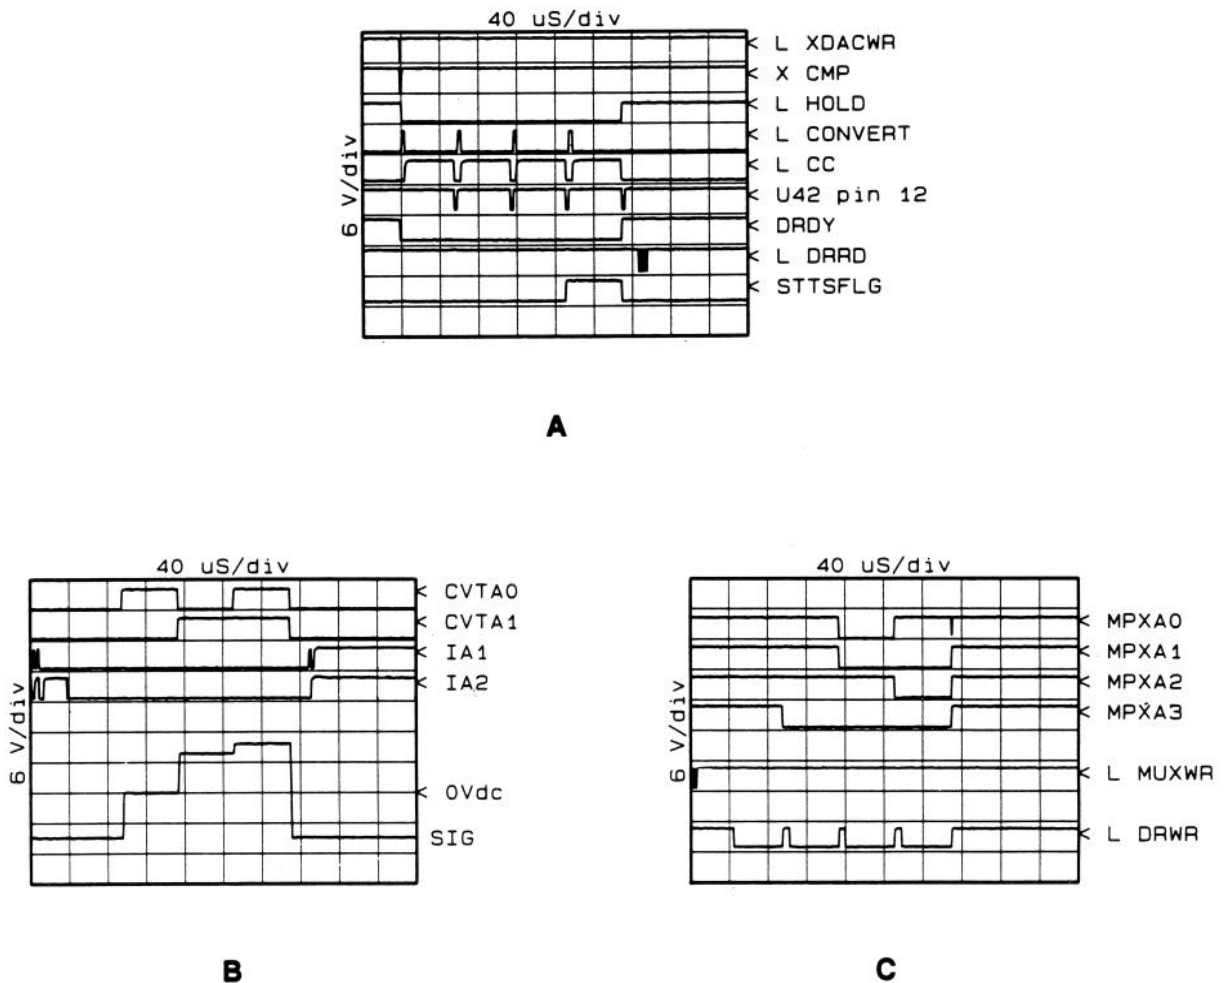 40 uS/div
6 V/div
L XDACWR
X CMP
L HOLD
L CONVERT
L CC
U42 pin 12
DRDY
L DRRD
STTSFLG
A
40 uS/div
6 V/div
CVTA0
CVTA1
IA1
IA2
0Vdc
SIG
B
40 uS/div
6 V/div
MPXA0
MPXA1
MPXA2
MPXA3
L MUXWR
L DRWR
C